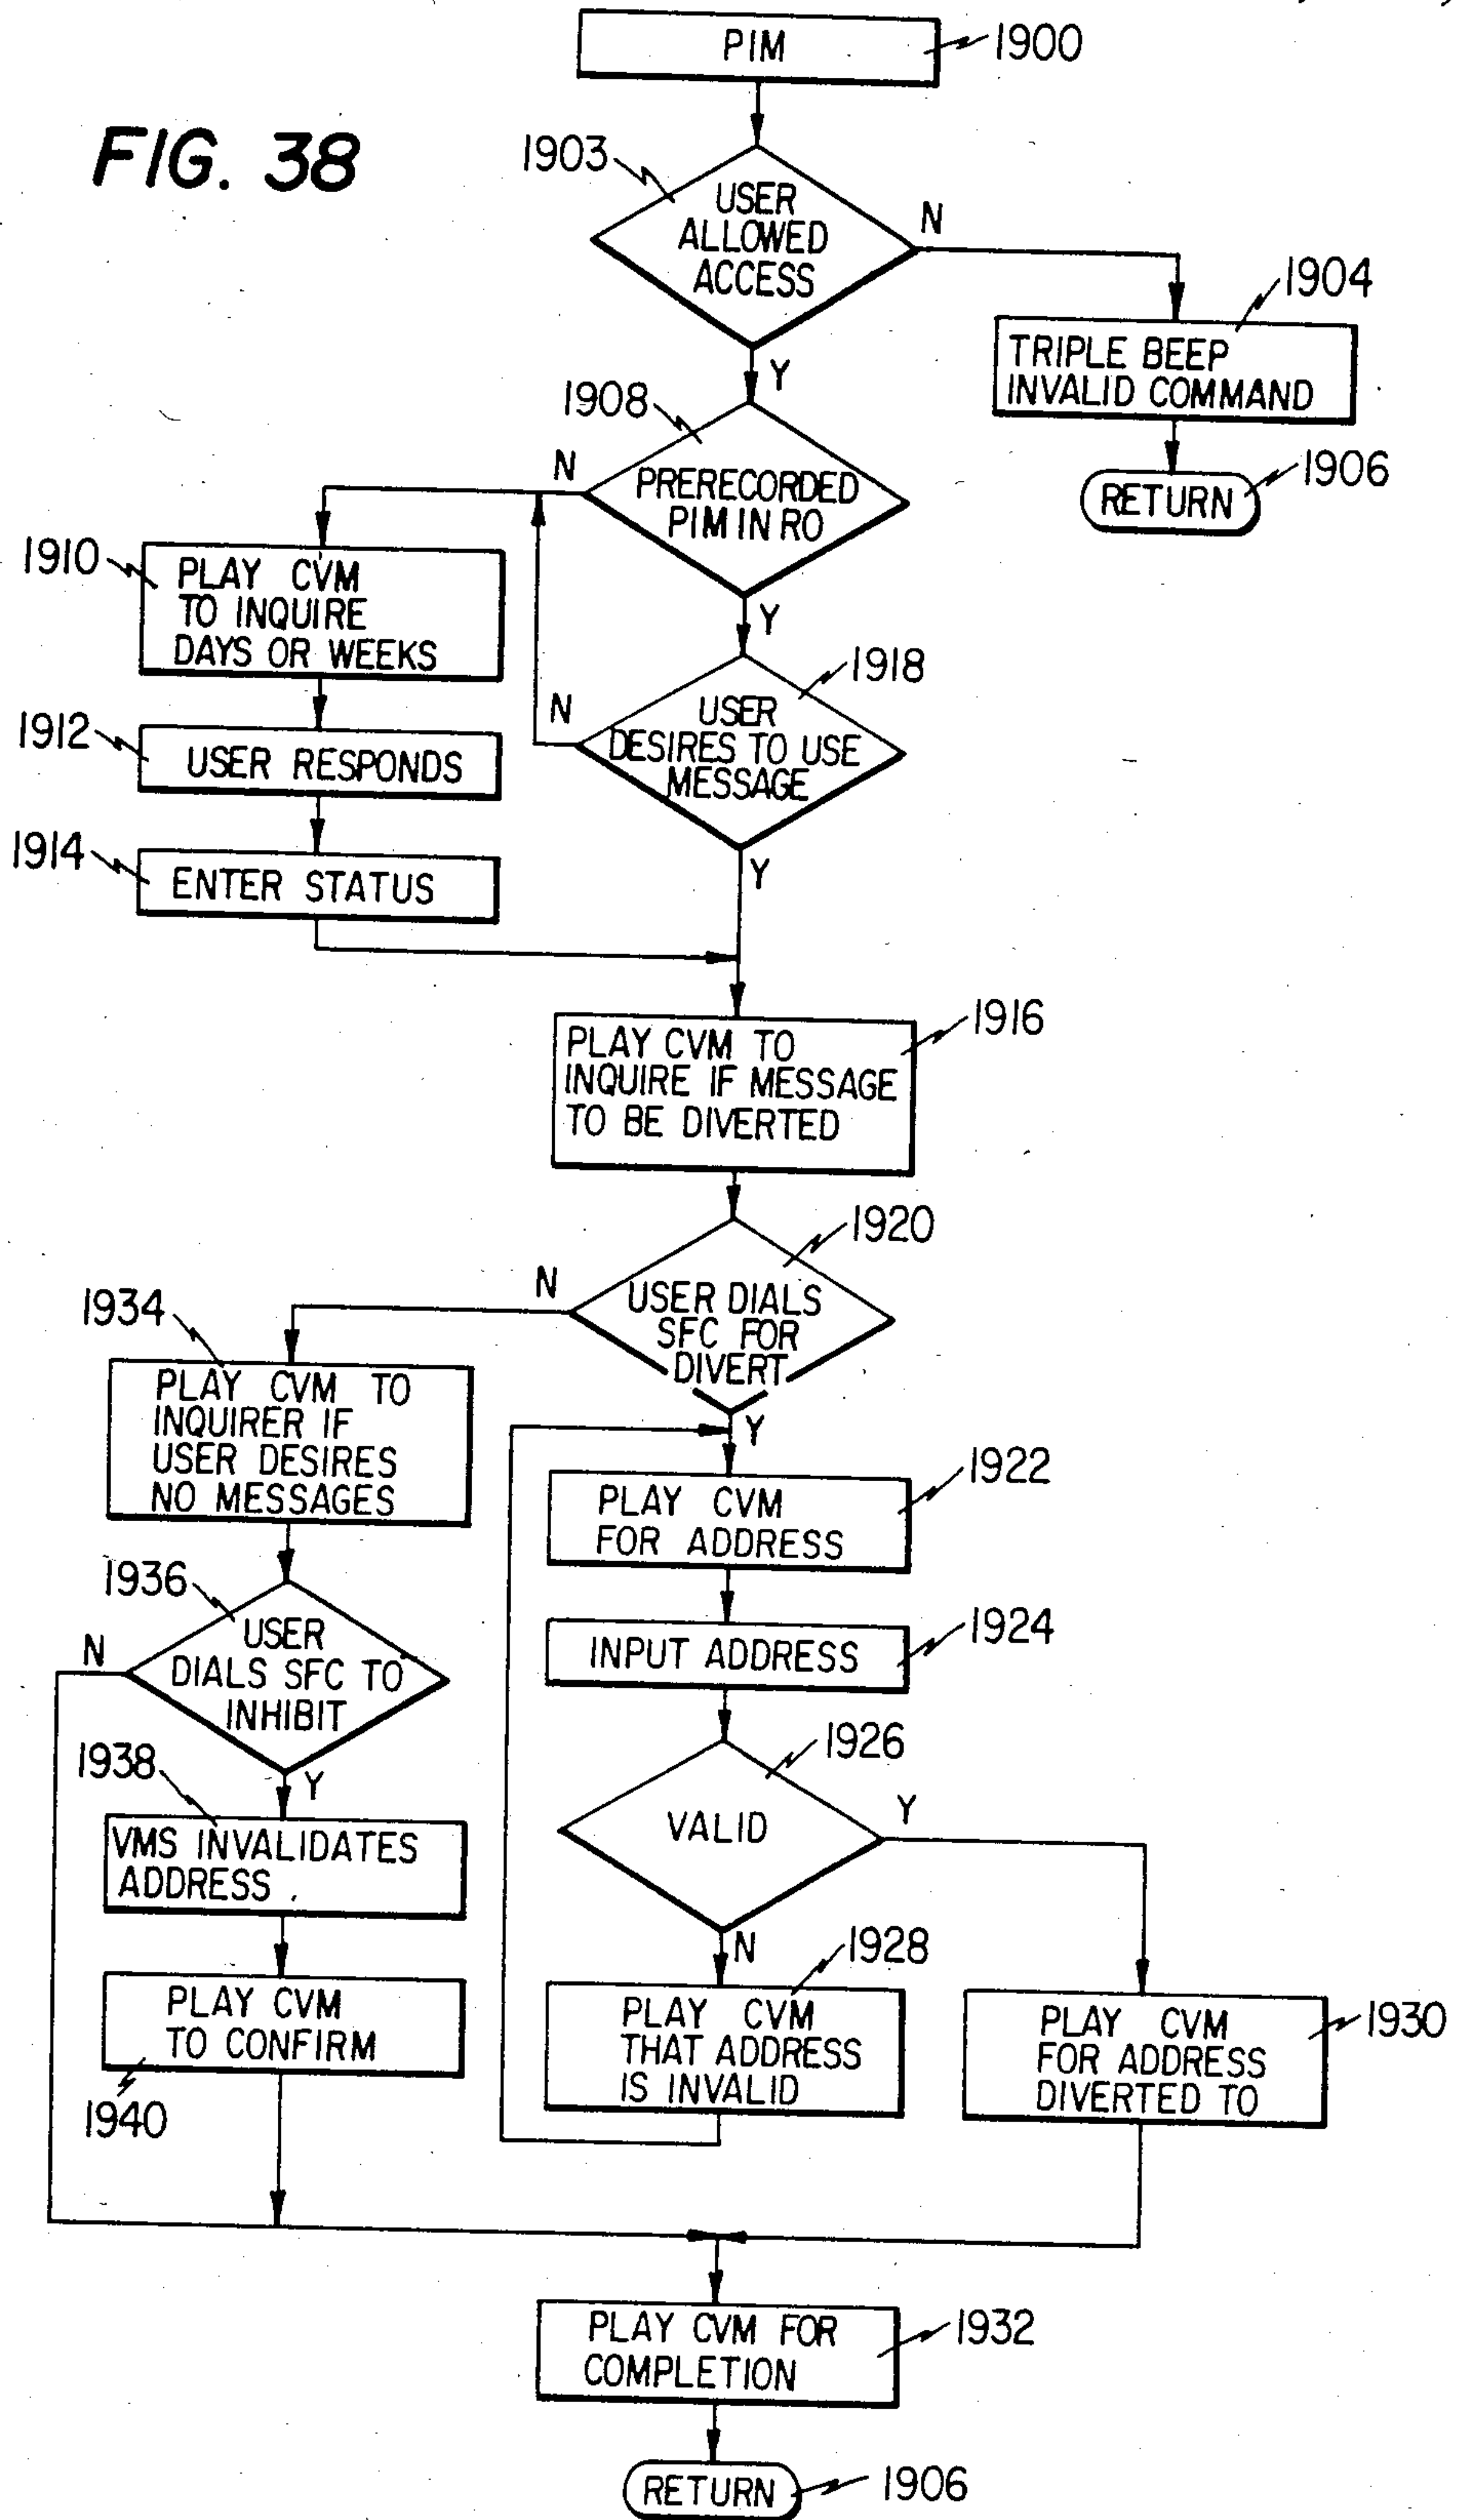 PIM
1900
FIG. 38
1903
USER
ALLOWED
ACCESS
N
Y
1904
TRIPLE BEEP
INVALID COMMAND
1906
RETURN
1908
PRERECORDED
PIM IN RO
N
Y
1910
PLAY CVM
TO INQUIRE
DAYS OR WEEKS
1912
USER RESPONDS
1914
ENTER STATUS
1918
USER
DESIRES TO USE
MESSAGE
N
Y
1916
PLAY CVM TO
INQUIRE IF MESSAGE
TO BE DIVERTED
1920
USER DIALS
SFC FOR
DIVERT
N
Y
1934
PLAY CVM TO
INQUIRER IF
USER DESIRES
NO MESSAGES
1936
USER
DIALS SFC TO
INHIBIT
N
Y
1938
VMS INVALIDATES
ADDRESS
PLAY CVM
TO CONFIRM
1940
1922
PLAY CVM
FOR ADDRESS
1924
INPUT ADDRESS
1926
VALID
Y
N
1928
PLAY CVM
THAT ADDRESS
IS INVALID
1930
PLAY CVM
FOR ADDRESS
DIVERTED TO
1932
PLAY CVM FOR
COMPLETION
RETURN
1906